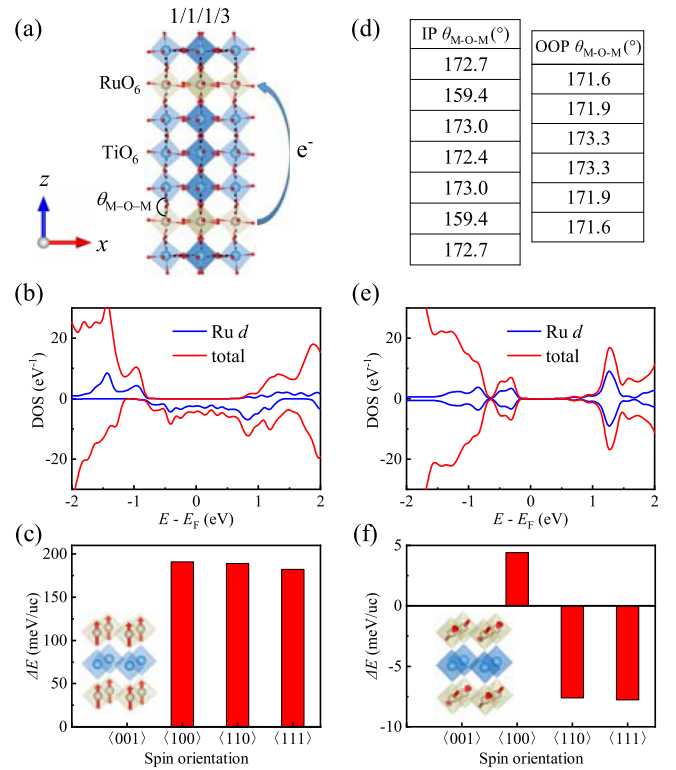 (a)
1/1/1/3
RuO6
TiO6
θM–O–M
e-
z
x
(d)
IP θM-O-M (°)
172.7
159.4
173.0
172.4
173.0
159.4
172.7
OOP θM-O-M (°)
171.6
171.9
173.3
173.3
171.9
171.6
(b)
Ru d
total
DOS (eV-1)
20
0
-20
-2 -1 0 1 2
E - EF (eV)
(e)
Ru d
total
DOS (eV-1)
20
0
-20
-2 -1 0 1 2
E - EF (eV)
(c)
ΔE (meV/uc)
200
150
100
50
0
⟨001⟩ ⟨100⟩ ⟨110⟩ ⟨111⟩
Spin orientation
(f)
ΔE (meV/uc)
5
0
-5
-10
⟨001⟩ ⟨100⟩ ⟨110⟩ ⟨111⟩
Spin orientation